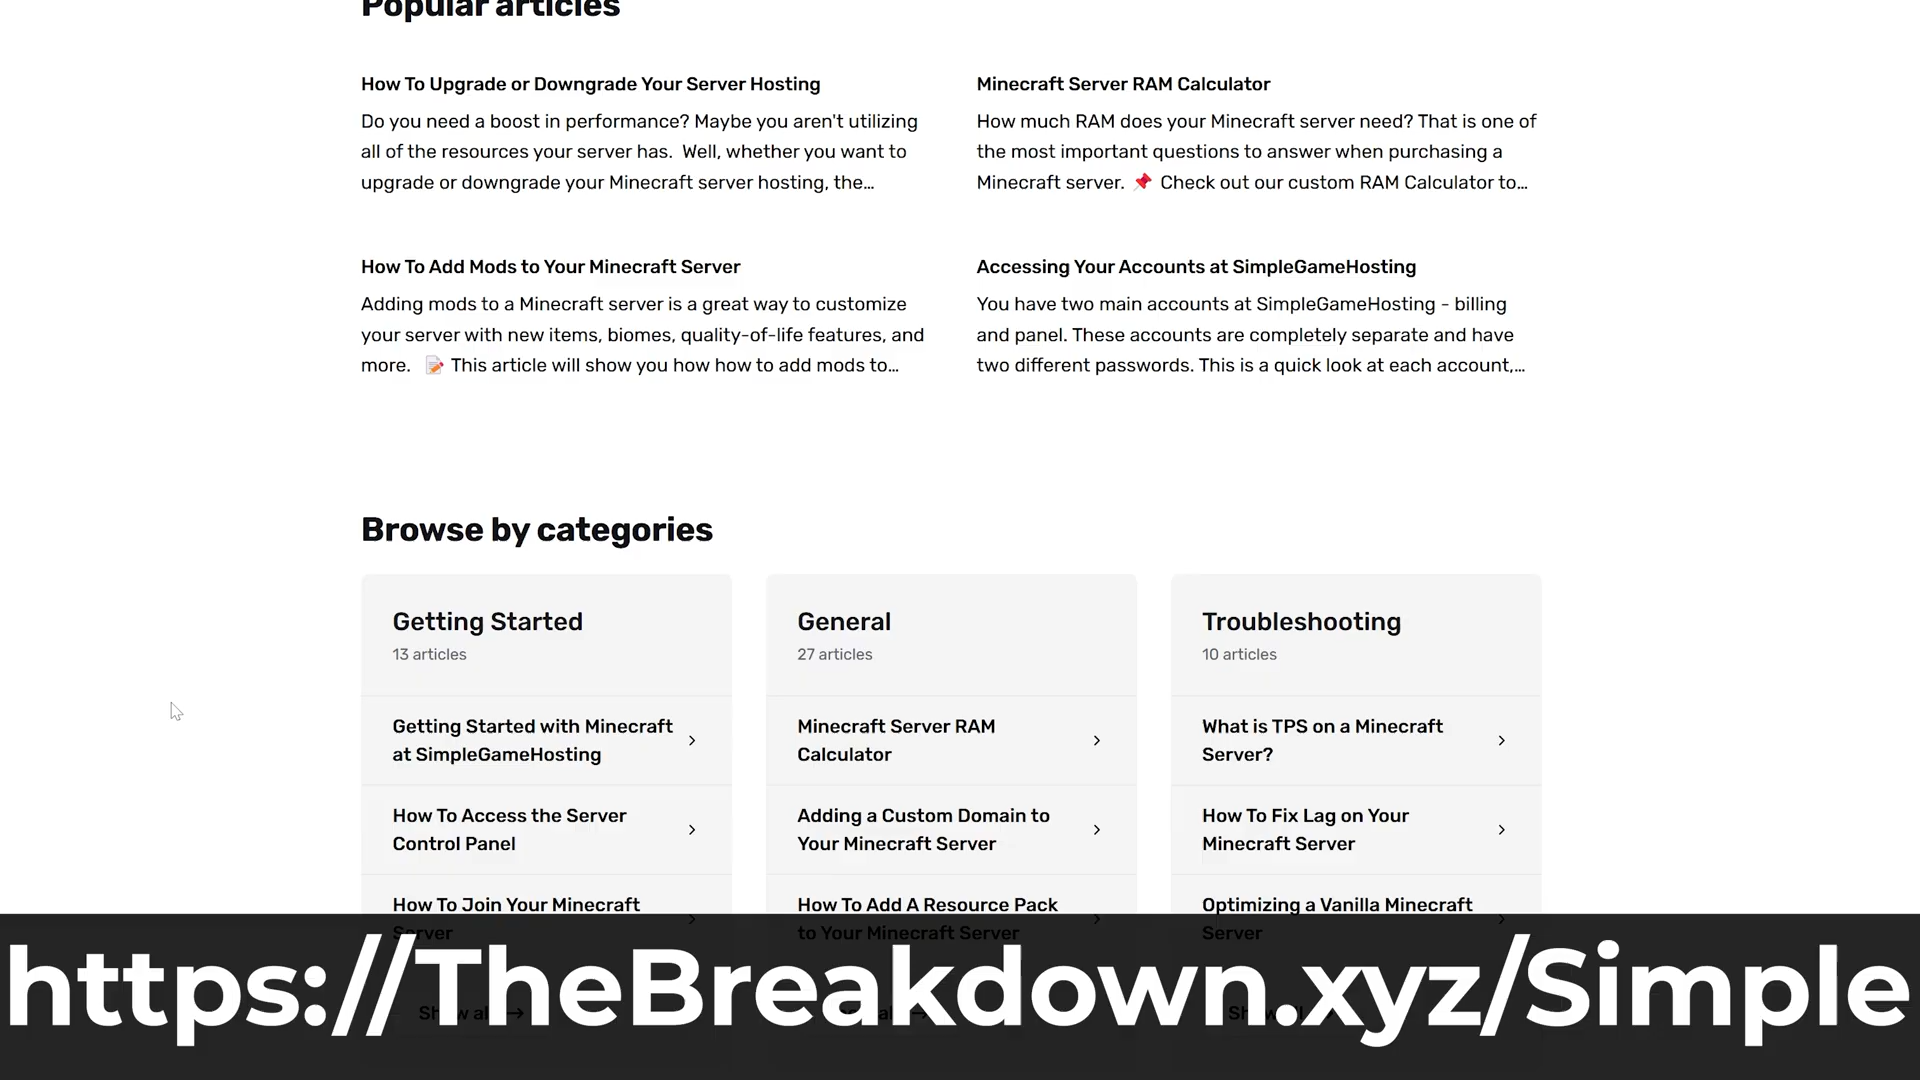 Popular articles
How To Upgrade or Downgrade Your Server Hosting
Do you need a boost in performance? Maybe you aren't utilizing
all of the resources your server has. Well, whether you want to
upgrade or downgrade your Minecraft server hosting, the…
Minecraft Server RAM Calculator
How much RAM does your Minecraft server need? That is one of
the most important questions to answer when purchasing a
Minecraft server. 📌 Check out our custom RAM Calculator to…
How To Add Mods to Your Minecraft Server
Adding mods to a Minecraft server is a great way to customize
your server with new items, biomes, quality-of-life features, and
more. 📝 This article will show you how how to add mods to…
Accessing Your Accounts at SimpleGameHosting
You have two main accounts at SimpleGameHosting - billing
and panel. These accounts are completely separate and have
two different passwords. This is a quick look at each account,…
Browse by categories
Getting Started
13 articles
Getting Started with Minecraft
at SimpleGameHosting
How To Access the Server
Control Panel
How To Join Your Minecraft
Server
Show all
General
27 articles
Minecraft Server RAM
Calculator
Adding a Custom Domain to
Your Minecraft Server
How To Add A Resource Pack
to Your Minecraft Server
Troubleshooting
10 articles
What is TPS on a Minecraft
Server?
How To Fix Lag on Your
Minecraft Server
Optimizing a Vanilla Minecraft
Server
https://TheBreakdown.xyz/Simple